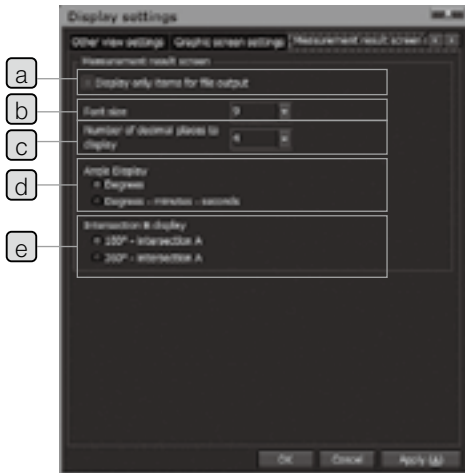 Display settings
Other view settings Graphic screen settings Measurement result screen
Measurement result screen
a
Display only items for file output
b
Font size 9
c
Number of decimal places to display 4
d
Angle Display
Degrees
Degrees - minutes - seconds
e
Intersection B display
180° - intersection A
360° - intersection A
OK Cancel Apply (A)